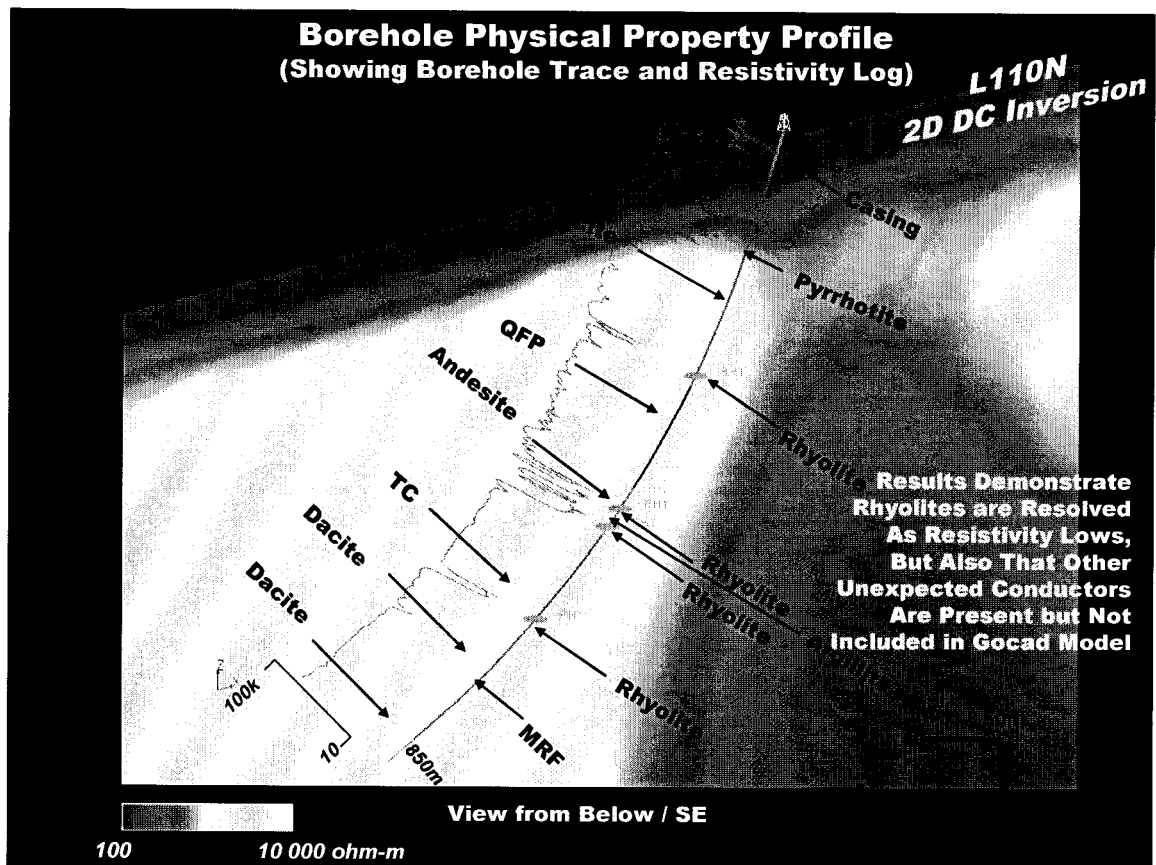 Borehole Physical Property Profile
(Showing Borehole Trace and Resistivity Log)
L110N
2D DC Inversion
Casing
Pyrrhotite
QFP
Andesite
Rhyolite
TC
Dacite
Dacite
Rhyolite
Rhyolite
Rhyolite
MRF
Results Demonstrate
Rhyolites are Resolved
As Resistivity Lows,
But Also That Other
Unexpected Conductors
Are Present but Not
Included in Gocad Model
100k
10
850m
View from Below / SE
100
10 000 ohm-m